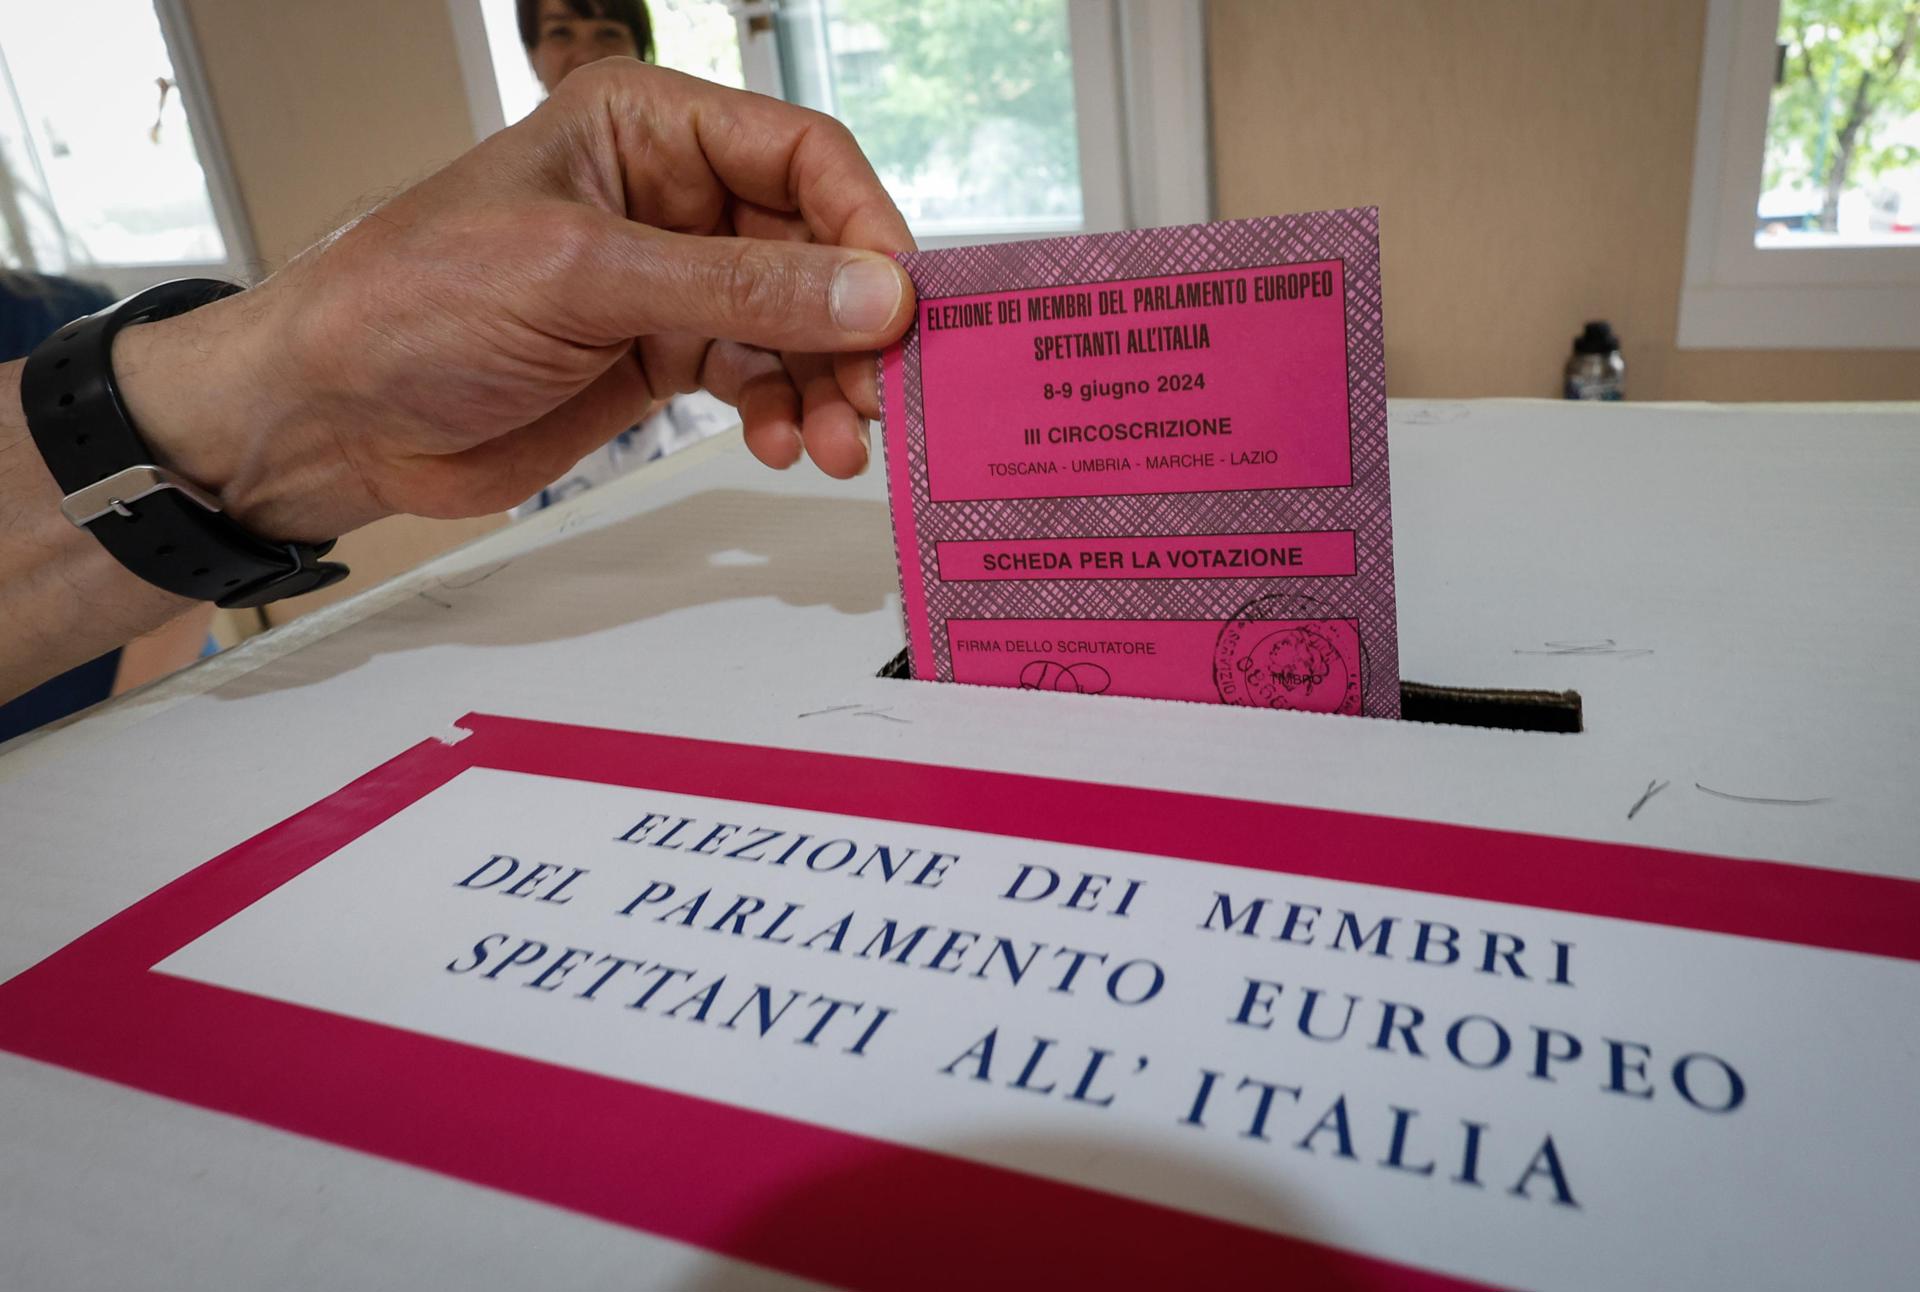 ELEZIONE DEI MEMBRI DEL PARLAMENTO EUROPEO
SPETTANTI ALL'ITALIA
8-9 giugno 2024
III CIRCOSCRIZIONE
TOSCANA - UMBRIA - MARCHE - LAZIO
SCHEDA PER LA VOTAZIONE
FIRMA DELLO SCRUTATORE
TIMBRO
ELEZIONE DEI MEMBRI
DEL PARLAMENTO EUROPEO
SPETTANTI ALL'ITALIA